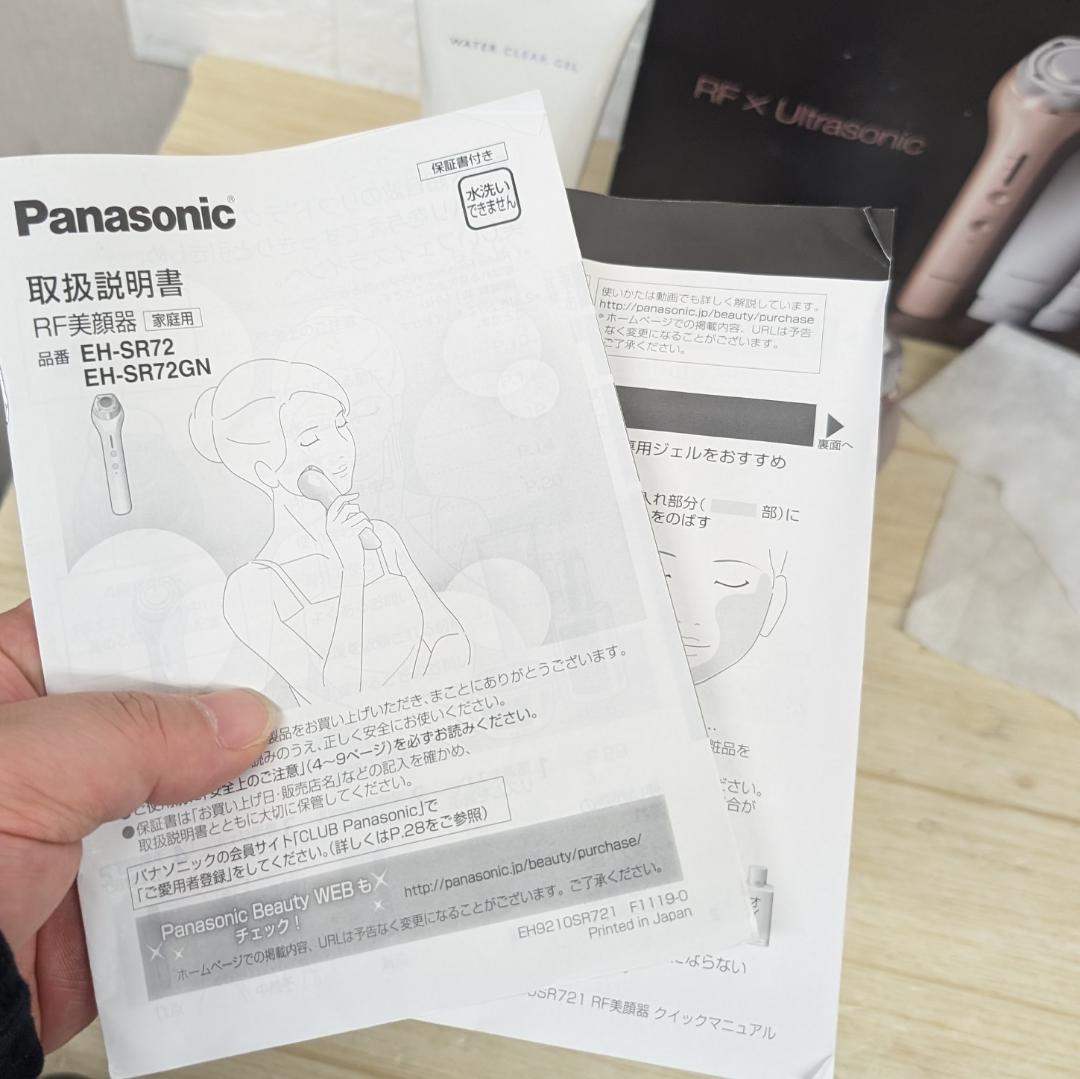 WATER CLEAR GEL
RF × Ultrasonic
保証書付き
水洗い
できません
Panasonic®
取扱説明書
RF美顔器 家庭用
品番 EH-SR72
EH-SR72GN
製品をお買い上げいただき、まことにありがとうございます。
読みのうえ、正しく安全にお使いください。
安全上のご注意」(4〜9ページ)を必ずお読みください。
●保証書は「お買い上げ日・販売店名」などの記入を確かめ、
取扱説明書とともに大切に保管してください。
パナソニックの会員サイト「CLUB Panasonic」で
「ご愛用者登録」をしてください。(詳しくはP.28をご参照)
Panasonic Beauty WEB も
チェック!
http://panasonic.jp/beauty/purchase/
ホームページでの掲載内容、URLは予告なく変更になることがございます。ご了承ください。
EH9210SR721 F1119-0
Printed in Japan
使いかたは動画でも詳しく解説しています。
http://panasonic.jp/beauty/purchase
*ホームページでの掲載内容、URLは予告
なく変更になることがございます。
ご了承ください。
裏面へ
専用ジェルをおすすめ
入れ部分( 部)に
をのばす
粧品を
ださい。
合が
オイ
にならない
SR721 RF美顔器 クイックマニュアル